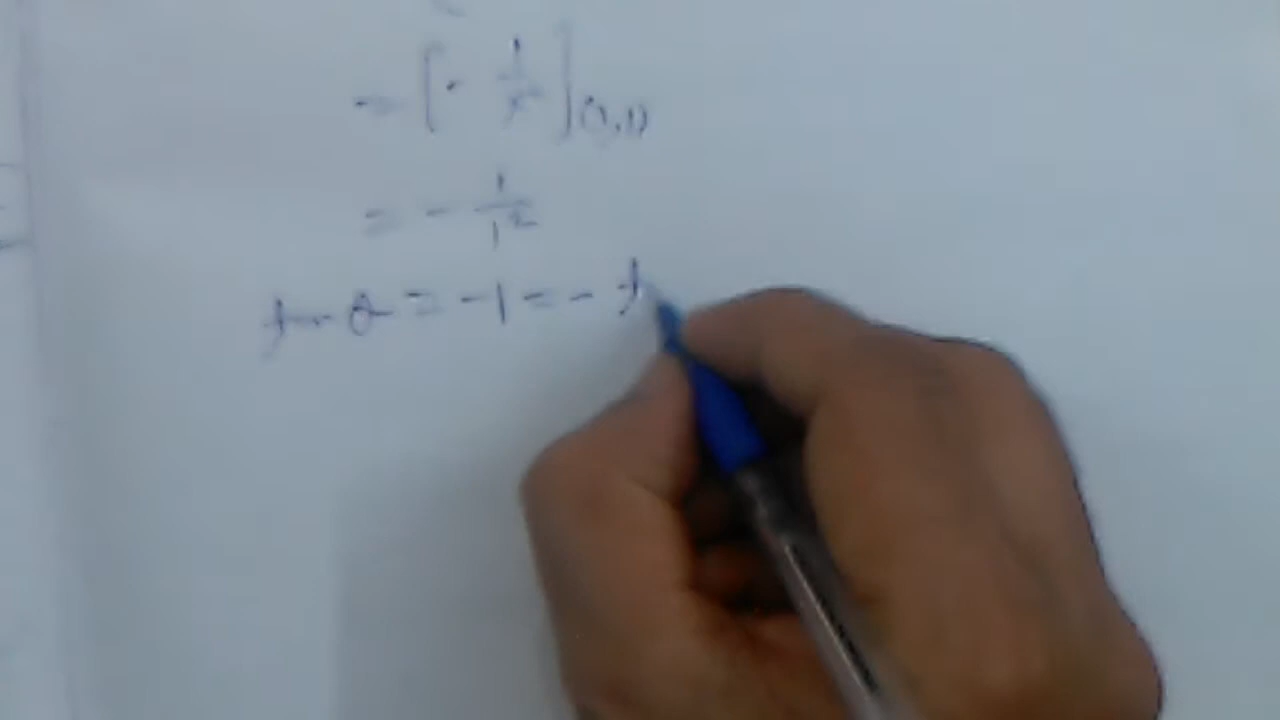 = [- 1/x²](1,1)
= - 1/1²
tan θ = -1 = - t